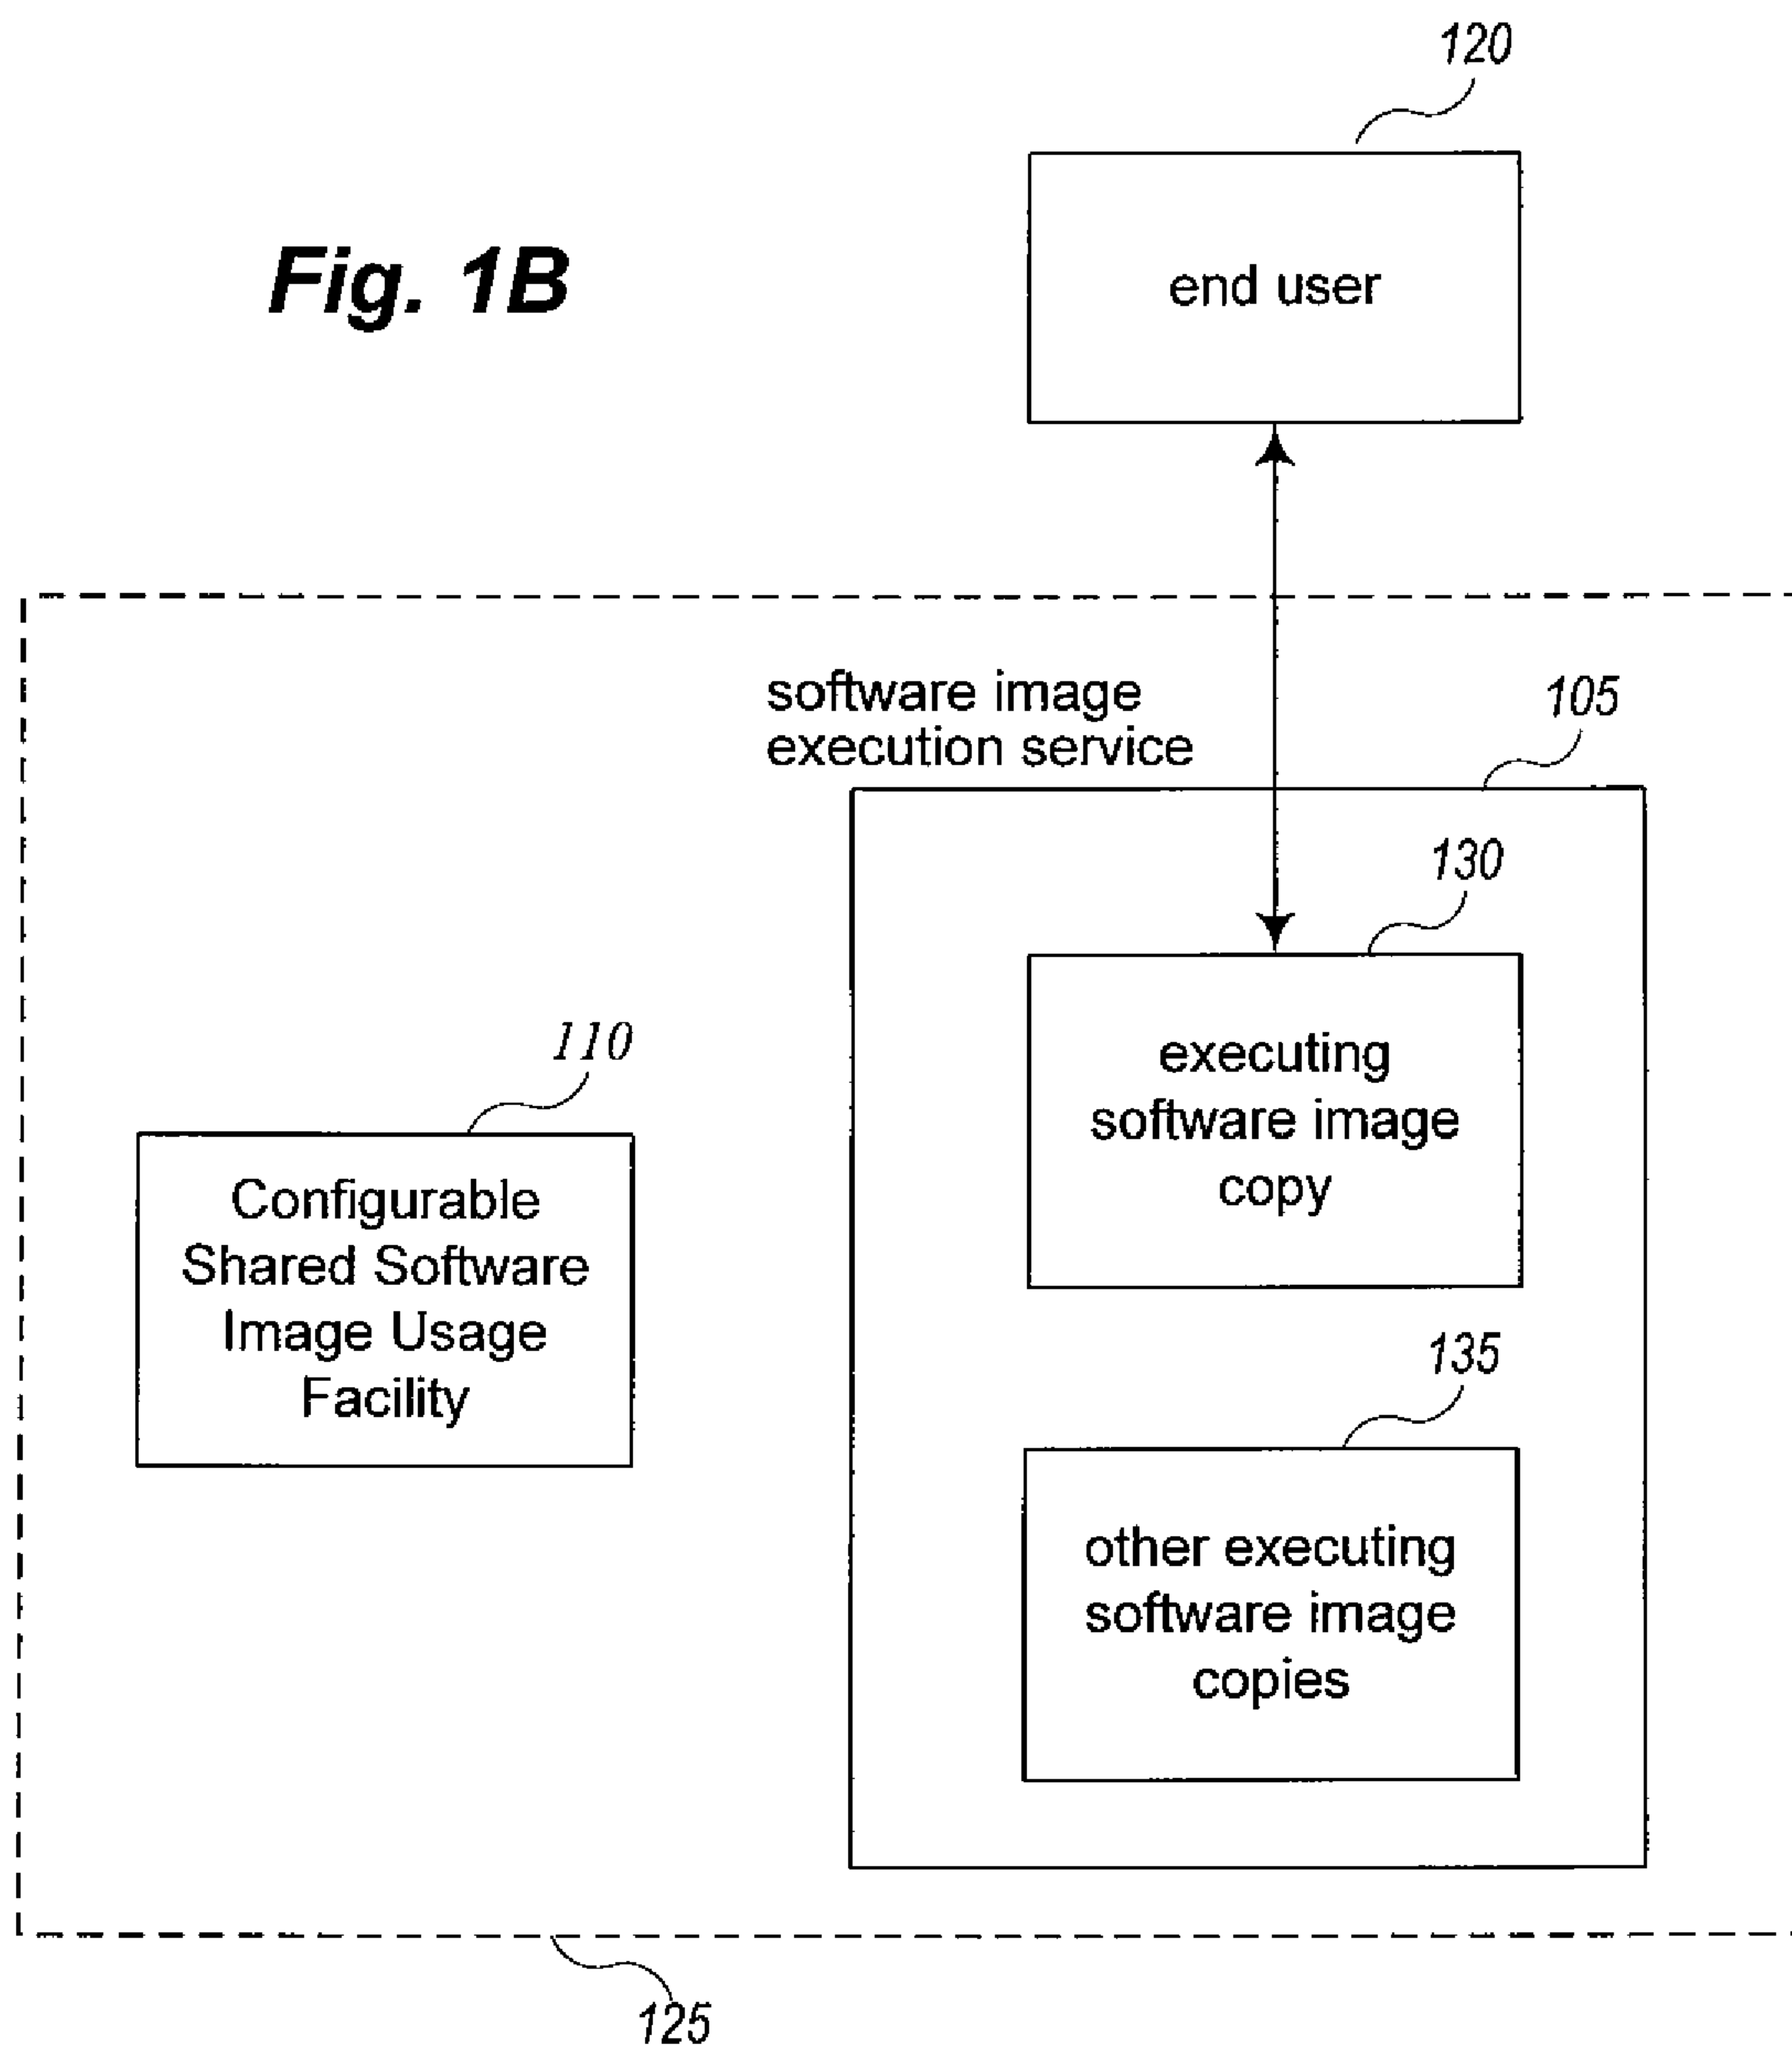 120
Fig. 1B
end user
software image
execution service
105
130
executing
software image
copy
110
Configurable
Shared Software
Image Usage
Facility
135
other executing
software image
copies
125